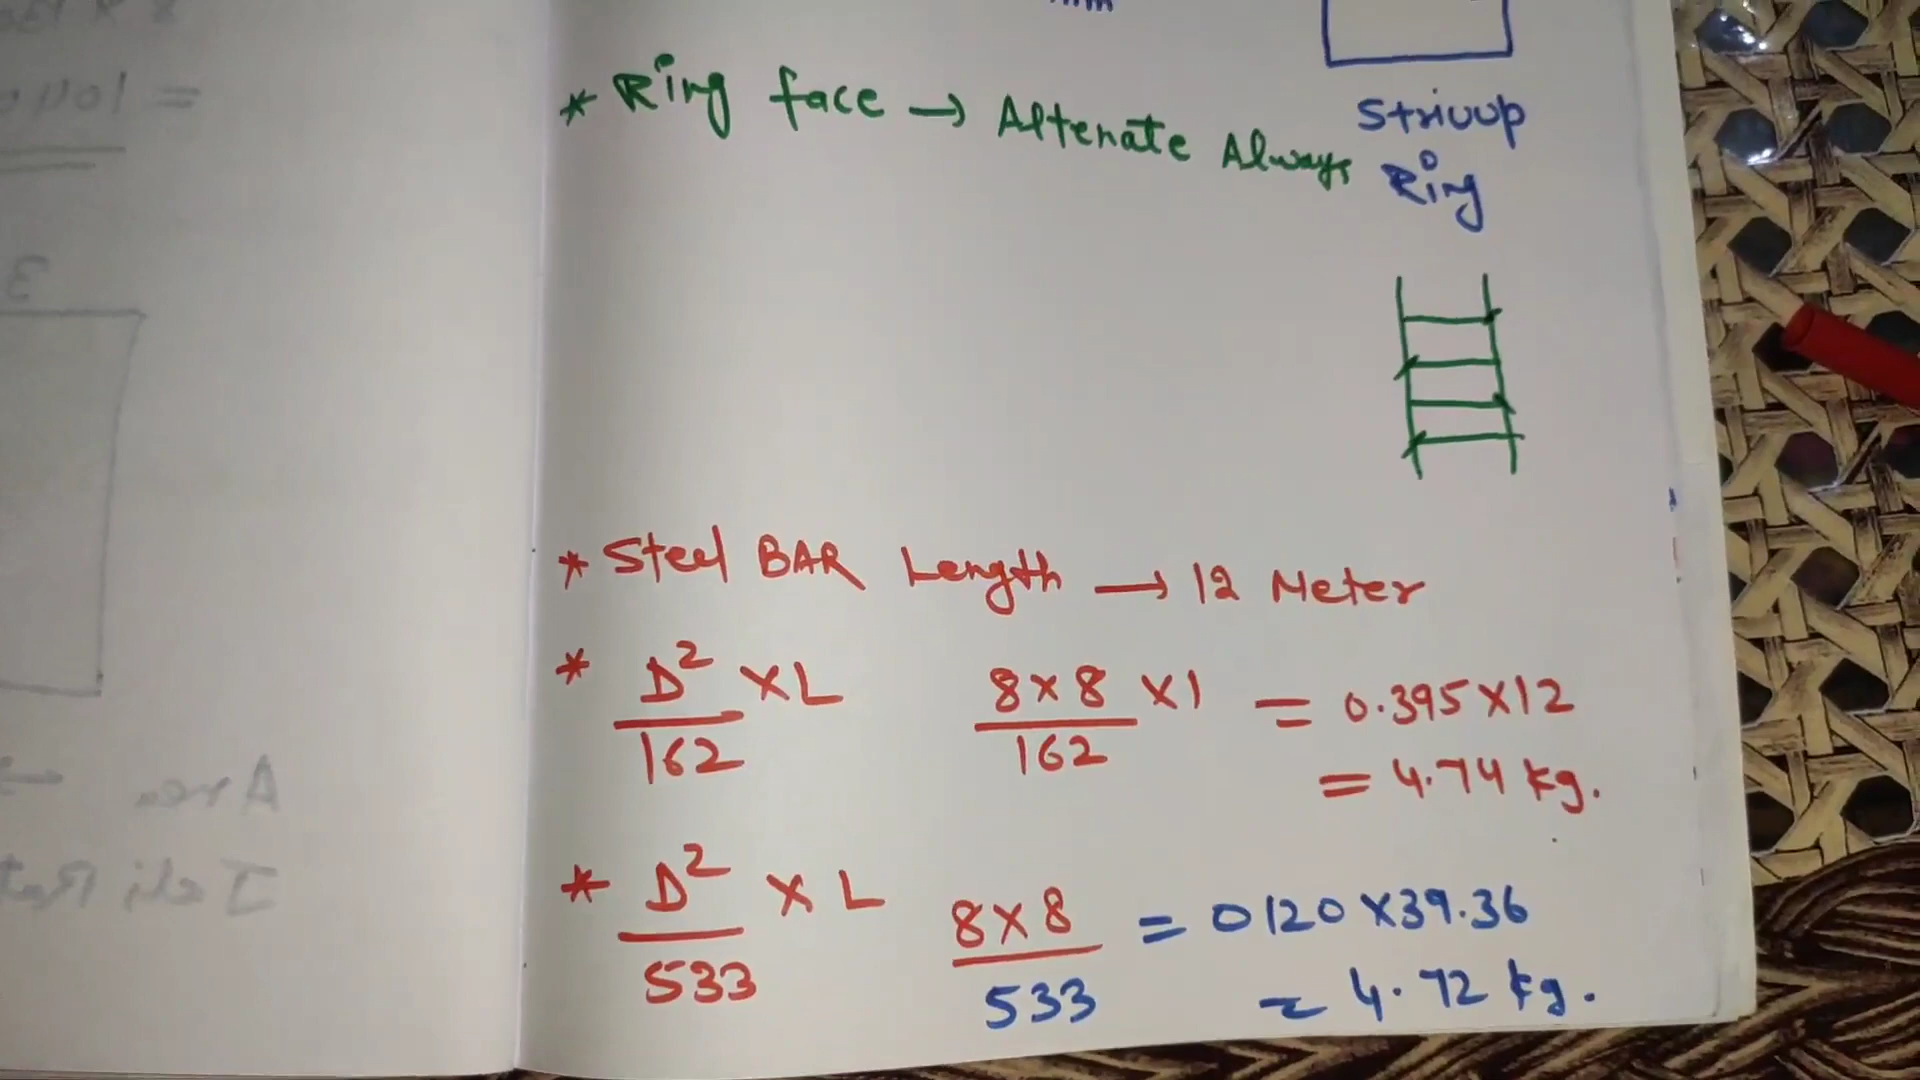 * Ring face → Altenate Always
Striuup
Ring
* Steel BAR Length → 12 Meter
* D²/162 X L 8 x 8/162 X 1 = 0.395 X 12
= 4.74 kg.
* D²/533 X L 8 X 8/533 = 0120 X 39.36
= 4.72 kg.